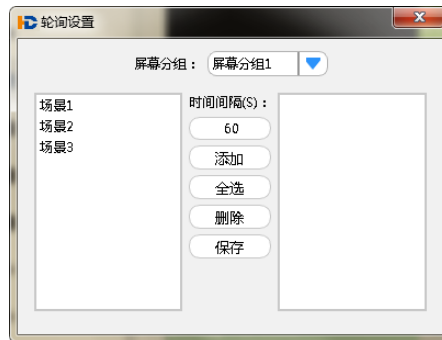 HD 轮询设置
屏幕分组： 屏幕分组1
场景1
场景2
场景3
时间间隔(S)：
60
添加
全选
删除
保存